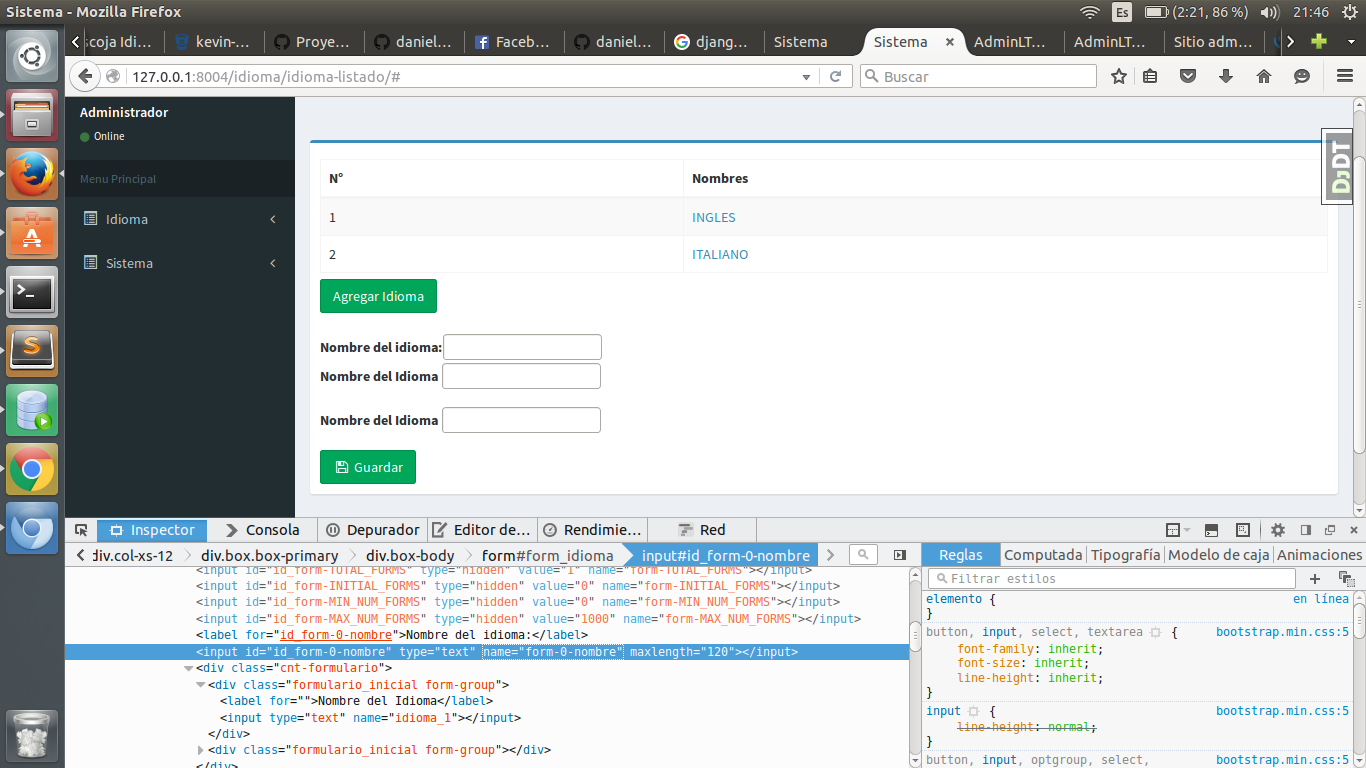 Sistema - Mozilla Firefox
Es (2:21, 86 %) 21:46
scoja Idi... kevin-... Proye... daniel... Faceb... daniel... djang... Sistema Sistema AdminLT... AdminLT... Sitio adm...
127.0.0.1:8004/idioma/idioma-listado/# Buscar
Administrador
Online
Menu Principal
Idioma
Sistema
DjDT
N° Nombres
1 INGLES
2 ITALIANO
Agregar Idioma
Nombre del idioma:
Nombre del Idioma
Nombre del Idioma
Guardar
Inspector Consola Depurador Editor de... Rendimie... Red
div.col-xs-12 div.box.box-primary div.box-body form#form_idioma input#id_form-0-nombre
<input id="id_form-TOTAL_FORMS" type="hidden" value="1" name="form-TOTAL_FORMS"></input>
<input id="id_form-INITIAL_FORMS" type="hidden" value="0" name="form-INITIAL_FORMS"></input>
<input id="id_form-MIN_NUM_FORMS" type="hidden" value="0" name="form-MIN_NUM_FORMS"></input>
<input id="id_form-MAX_NUM_FORMS" type="hidden" value="1000" name="form-MAX_NUM_FORMS"></input>
<label for="id_form-0-nombre">Nombre del idioma:</label>
<input id="id_form-0-nombre" type="text" name="form-0-nombre" maxlength="120"></input>
<div class="cnt-formulario">
<div class="formulario_inicial form-group">
<label for="">Nombre del Idioma</label>
<input type="text" name="idioma_1"></input>
</div>
<div class="formulario_inicial form-group"></div>
</div>
Reglas Computada Tipografía Modelo de caja Animaciones
Filtrar estilos
elemento { en línea
}
button, input, select, textarea { bootstrap.min.css:5
font-family: inherit;
font-size: inherit;
line-height: inherit;
}
input { bootstrap.min.css:5
line-height: normal;
}
button, input, optgroup, select, bootstrap.min.css:5